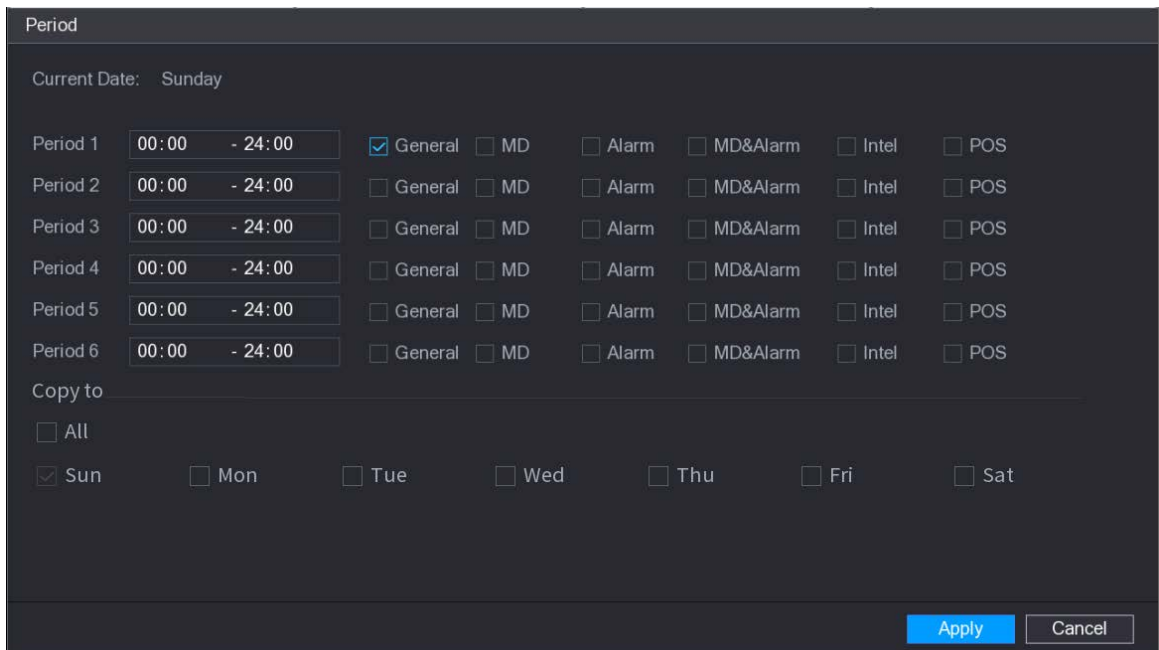 Period
Current Date: Sunday
Period 1 00:00 - 24:00 General MD Alarm MD&Alarm Intel POS
Period 2 00:00 - 24:00 General MD Alarm MD&Alarm Intel POS
Period 3 00:00 - 24:00 General MD Alarm MD&Alarm Intel POS
Period 4 00:00 - 24:00 General MD Alarm MD&Alarm Intel POS
Period 5 00:00 - 24:00 General MD Alarm MD&Alarm Intel POS
Period 6 00:00 - 24:00 General MD Alarm MD&Alarm Intel POS
Copy to
All
Sun Mon Tue Wed Thu Fri Sat
Apply Cancel